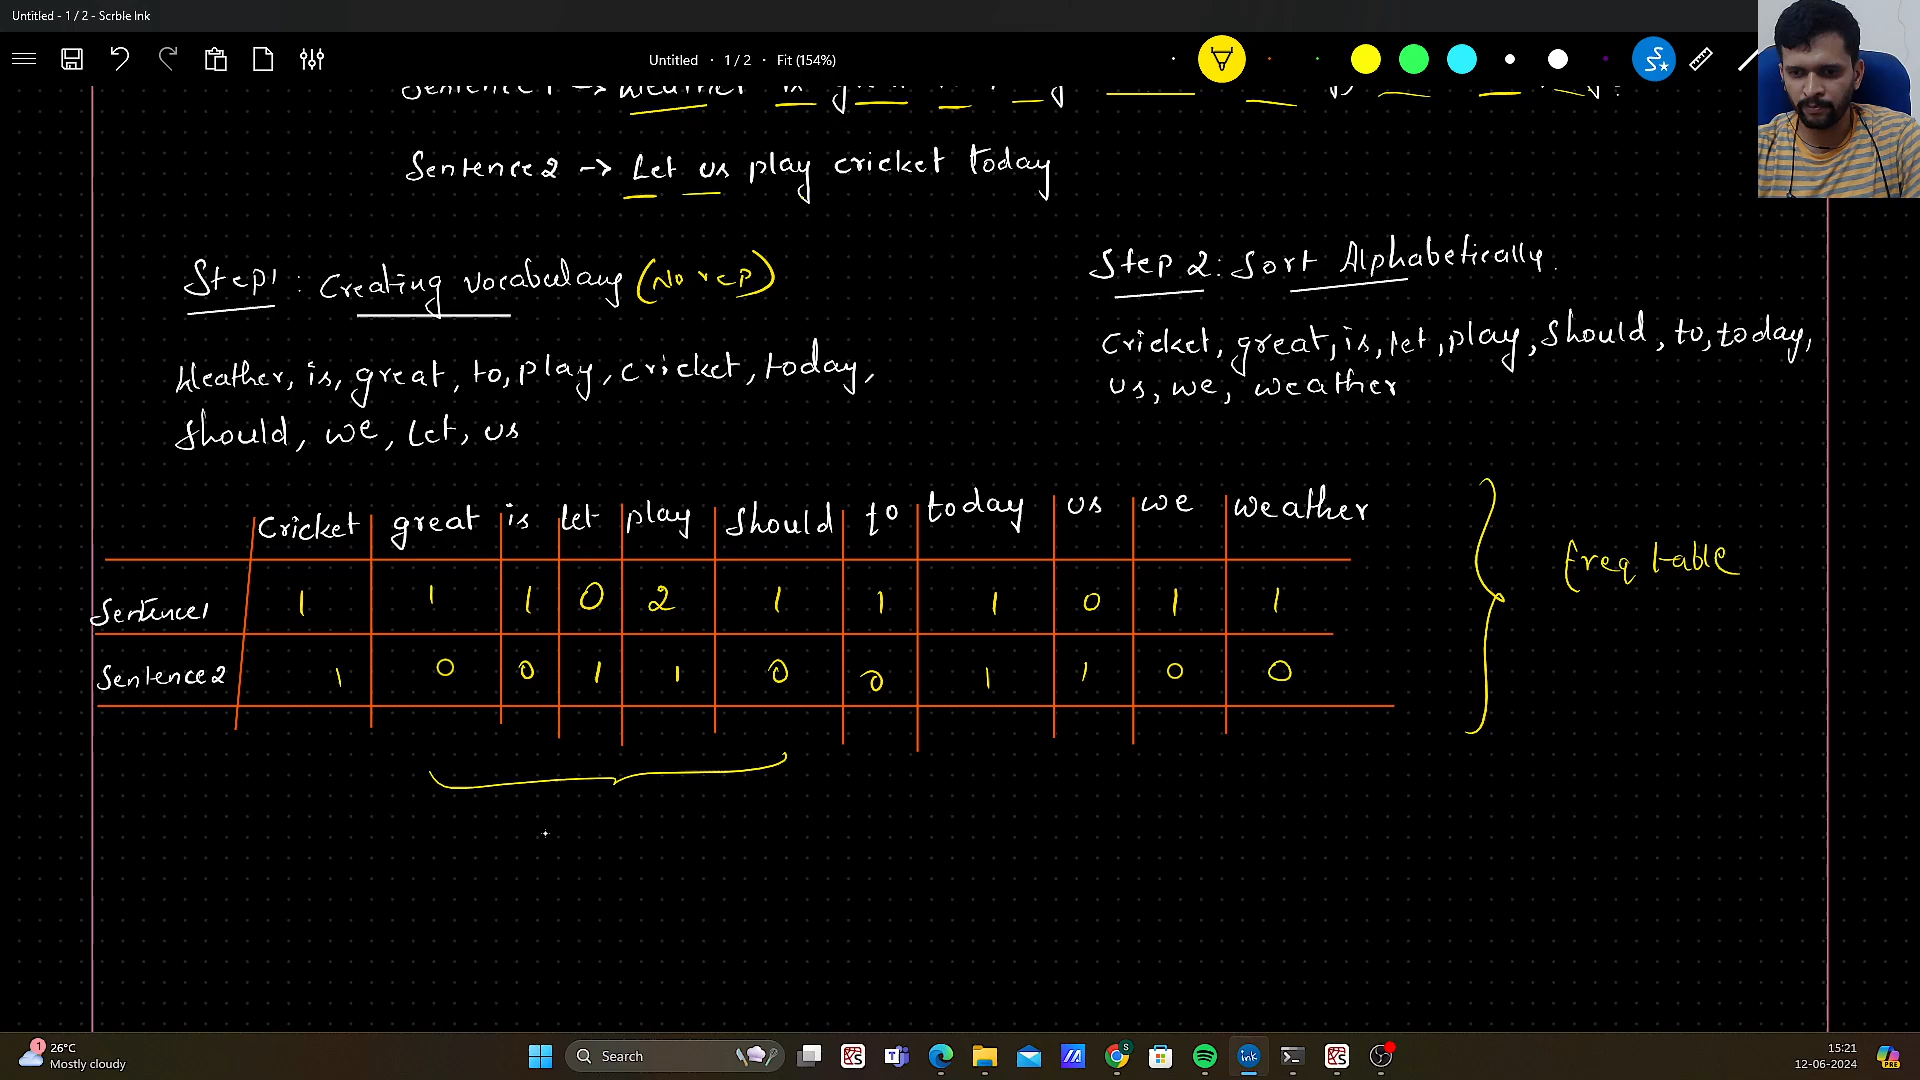 Untitled - 1 / 2 - Scrble Ink
Untitled · 1 / 2 · Fit (154%)
Sentence2 -> Let us play cricket today
Step1 : Creating vocabulary (No rep)
Weather, is, great, to, play, cricket, today,
Should, we, Let, us
Step 2: Sort Alphabetically.
Cricket, great, is, let, play, Should, to, today,
us, we, weather
Cricket great is let play Should to today us we weather
Sentence1 1 1 1 0 2 1 1 1 0 1 1
Sentence2 1 0 0 1 1 0 0 1 1 0 0
freq table
1
26°C
Mostly cloudy
Search
ink
15:21
12-06-2024
PRE